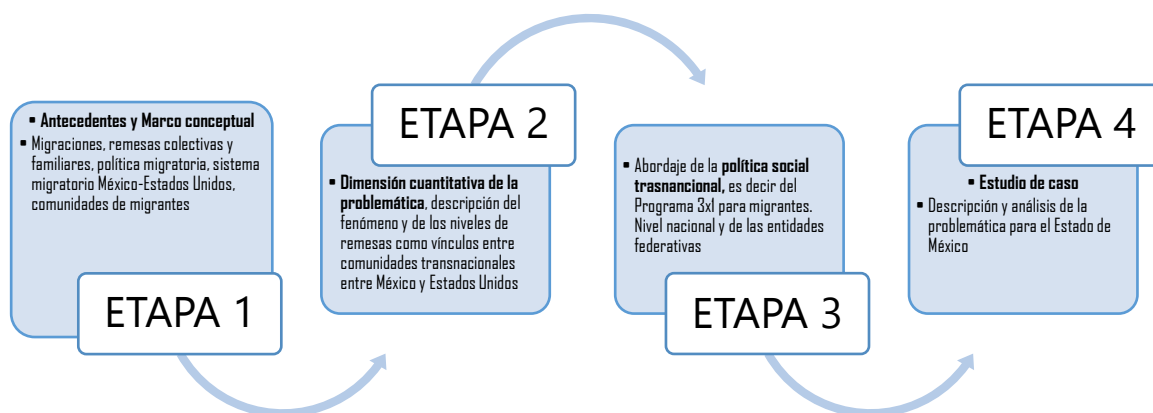 ▪ Antecedentes y Marco conceptual
▪ Migraciones, remesas colectivas y
familiares, política migratoria, sistema
migratorio México-Estados Unidos,
comunidades de migrantes
ETAPA 1
ETAPA 2
▪ Dimensión cuantitativa de la
problemática, descripción del
fenómeno y de los niveles de
remesas como vínculos entre
comunidades transnacionales
entre México y Estados Unidos
▪ Abordaje de la política social
trasnancional, es decir del
Programa 3x1 para migrantes.
Nivel nacional y de las entidades
federativas
ETAPA 3
ETAPA 4
▪ Estudio de caso
▪ Descripción y análisis de la
problemática para el Estado de
México